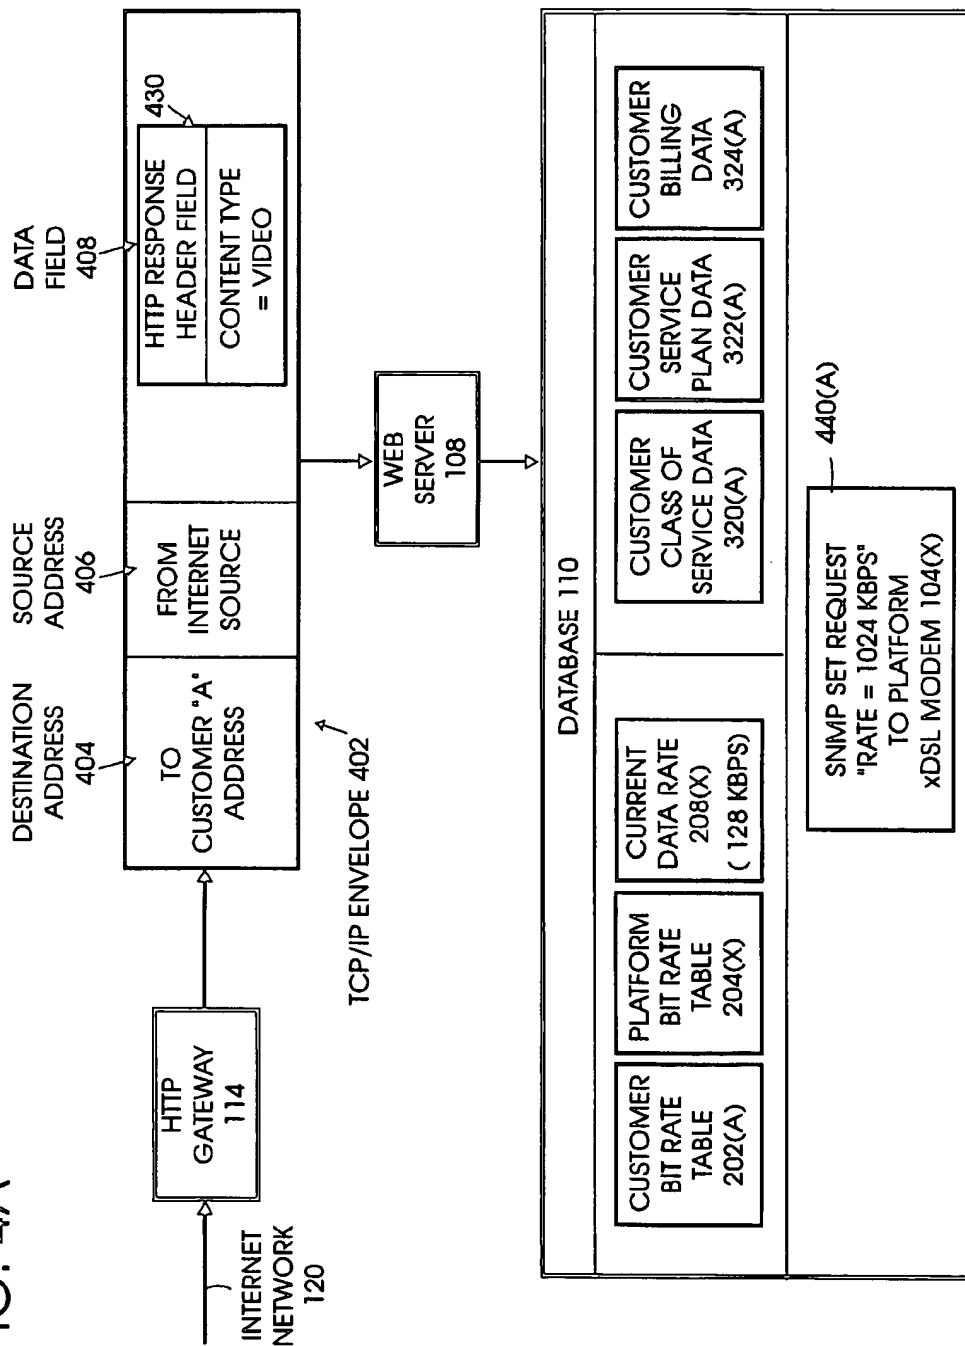 DESTINATION
ADDRESS
404
SOURCE
ADDRESS
406
DATA
FIELD
408
430
INTERNET
NETWORK
120
HTTP
GATEWAY
114
TO
CUSTOMER "A"
ADDRESS
FROM
INTERNET
SOURCE
HTTP RESPONSE
HEADER FIELD
CONTENT TYPE
= VIDEO
TCP/IP ENVELOPE 402
WEB
SERVER
108
DATABASE 110
CUSTOMER
BIT RATE
TABLE
202(A)
PLATFORM
BIT RATE
TABLE
204(X)
CURRENT
DATA RATE
208(X)
( 128 KBPS)
CUSTOMER
CLASS OF
SERVICE DATA
320(A)
CUSTOMER
SERVICE
PLAN DATA
322(A)
CUSTOMER
BILLING
DATA
324(A)
SNMP SET REQUEST
"RATE = 1024 KBPS"
TO PLATFORM
xDSL MODEM 104(X)
440(A)